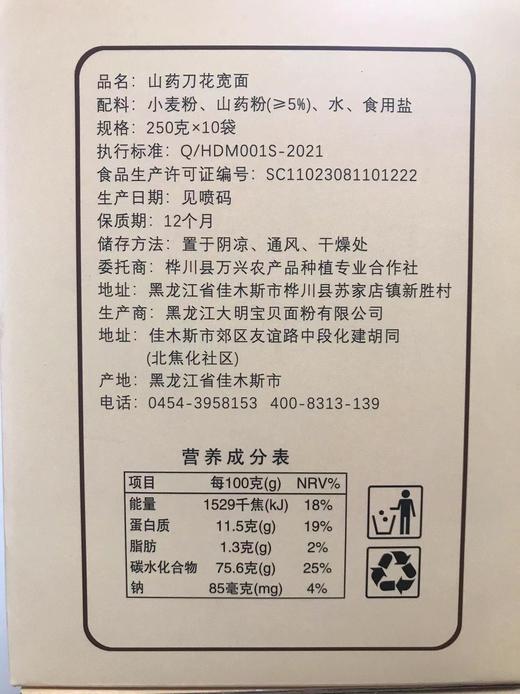 品名：山药刀花宽面
配料：小麦粉、山药粉(≥5%)、水、食用盐
规格：250克×10袋
执行标准：Q/HDM001S-2021
食品生产许可证编号：SC11023081101222
生产日期：见喷码
保质期：12个月
储存方法：置于阴凉、通风、干燥处
委托商：桦川县万兴农产品种植专业合作社
地址：黑龙江省佳木斯市桦川县苏家店镇新胜村
生产商：黑龙江大明宝贝面粉有限公司
地址：佳木斯市郊区友谊路中段化建胡同
(北焦化社区)
产地：黑龙江省佳木斯市
电话：0454-3958153 400-8313-139
营养成分表
项目 每100克(g) NRV%
能量 1529千焦(kJ) 18%
蛋白质 11.5克(g) 19%
脂肪 1.3克(g) 2%
碳水化合物 75.6克(g) 25%
钠 85毫克(mg) 4%